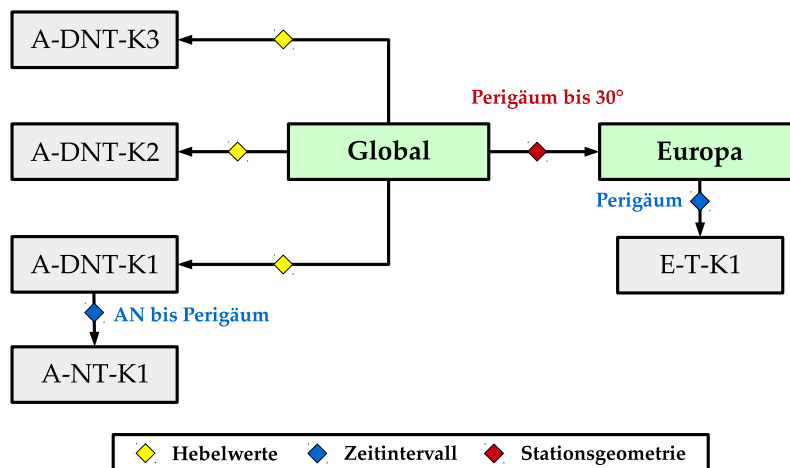 A-DNT-K3
Perigäum bis 30°
A-DNT-K2
Global
Europa
Perigäum
A-DNT-K1
E-T-K1
AN bis Perigäum
A-NT-K1
Hebelwerte
Zeitintervall
Stationsgeometrie